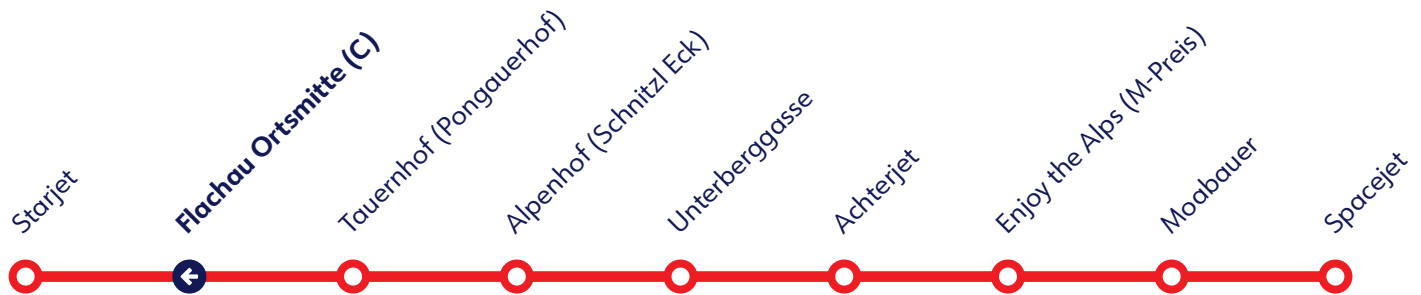 Starjet
Flachau Ortsmitte (C)
Tauernhof (Pongauerhof)
Alpenhof (Schnitzl Eck)
Unterberggasse
Achterjet
Enjoy the Alps (M-Preis)
Moabauer
Spacejet